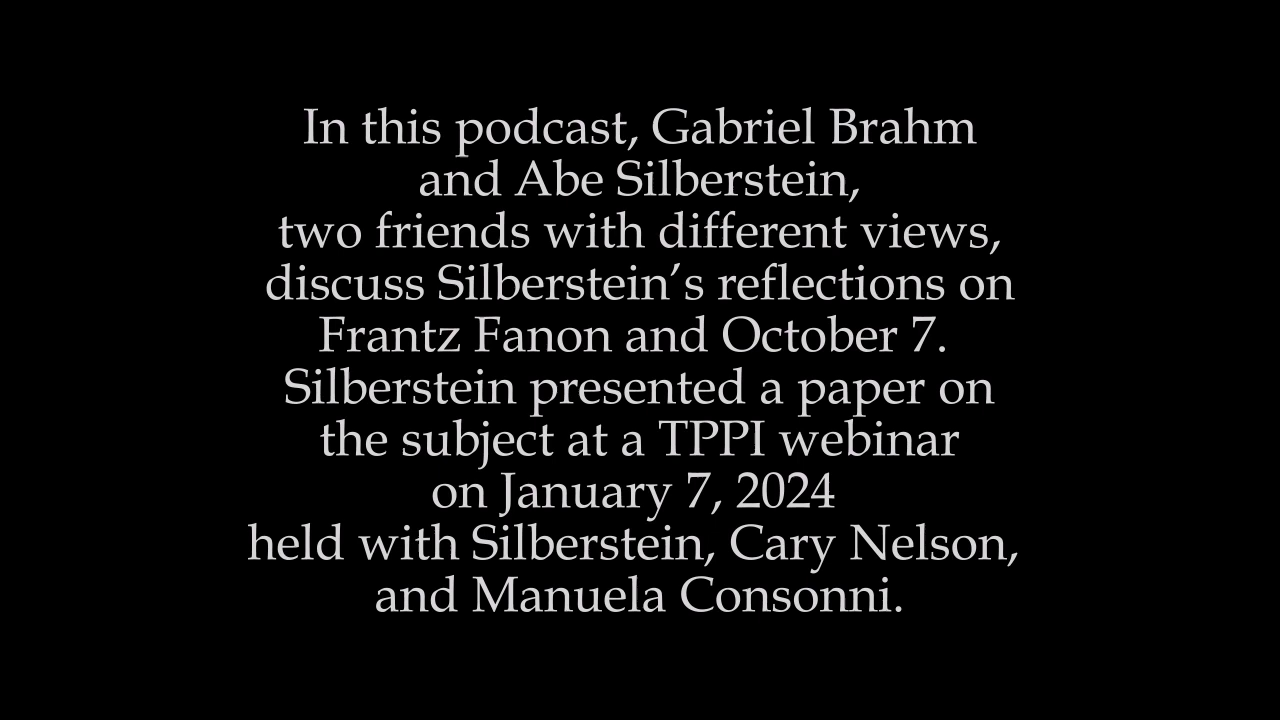 In this podcast, Gabriel Brahm
and Abe Silberstein,
two friends with different views,
discuss Silberstein’s reflections on
Frantz Fanon and October 7.
Silberstein presented a paper on
the subject at a TPPI webinar
on January 7, 2024
held with Silberstein, Cary Nelson,
and Manuela Consonni.